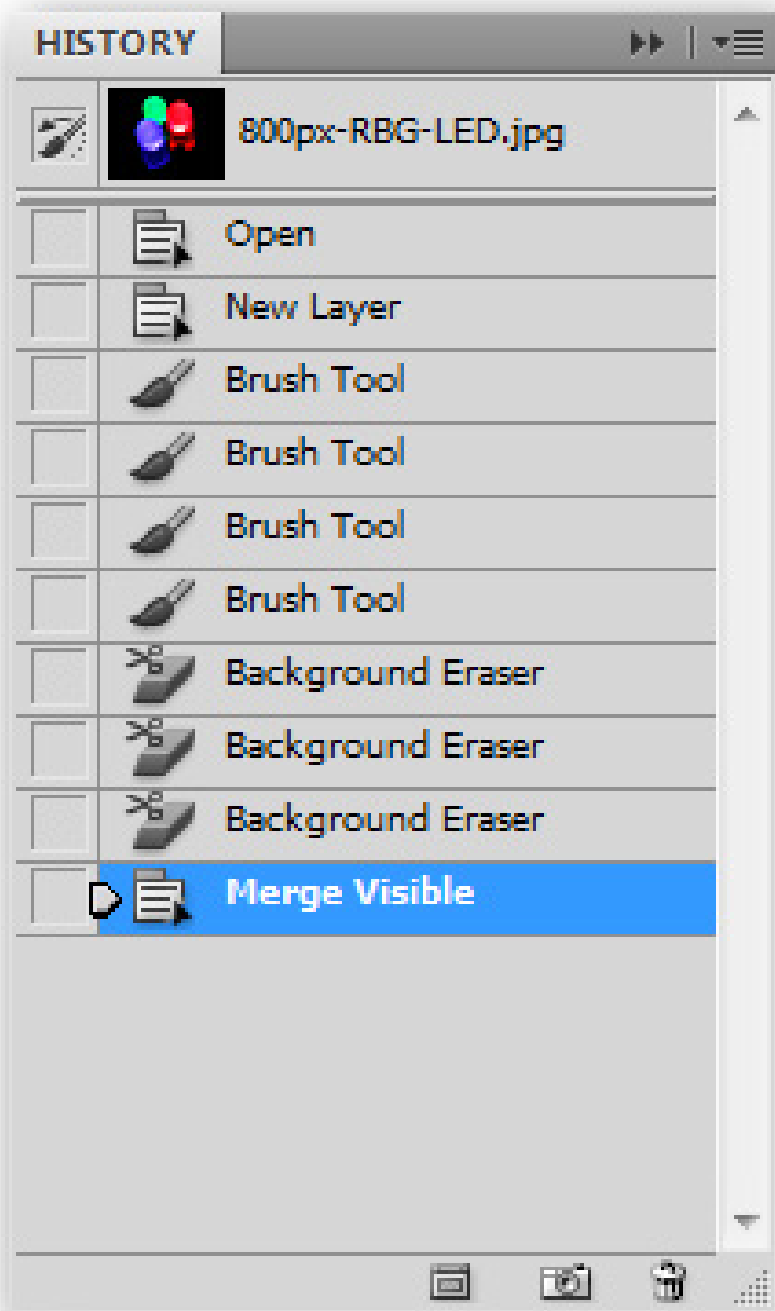 HISTORY
800px-RBG-LED.jpg
Open
New Layer
Brush Tool
Brush Tool
Brush Tool
Brush Tool
Background Eraser
Background Eraser
Background Eraser
Merge Visible